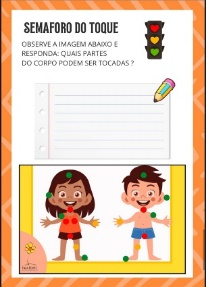 SEMAFORO DO TOQUE
OBSERVE A IMAGEM ABAIXO E
RESPONDA: QUAIS PARTES
DO CORPO PODEM SER TOCADAS ?